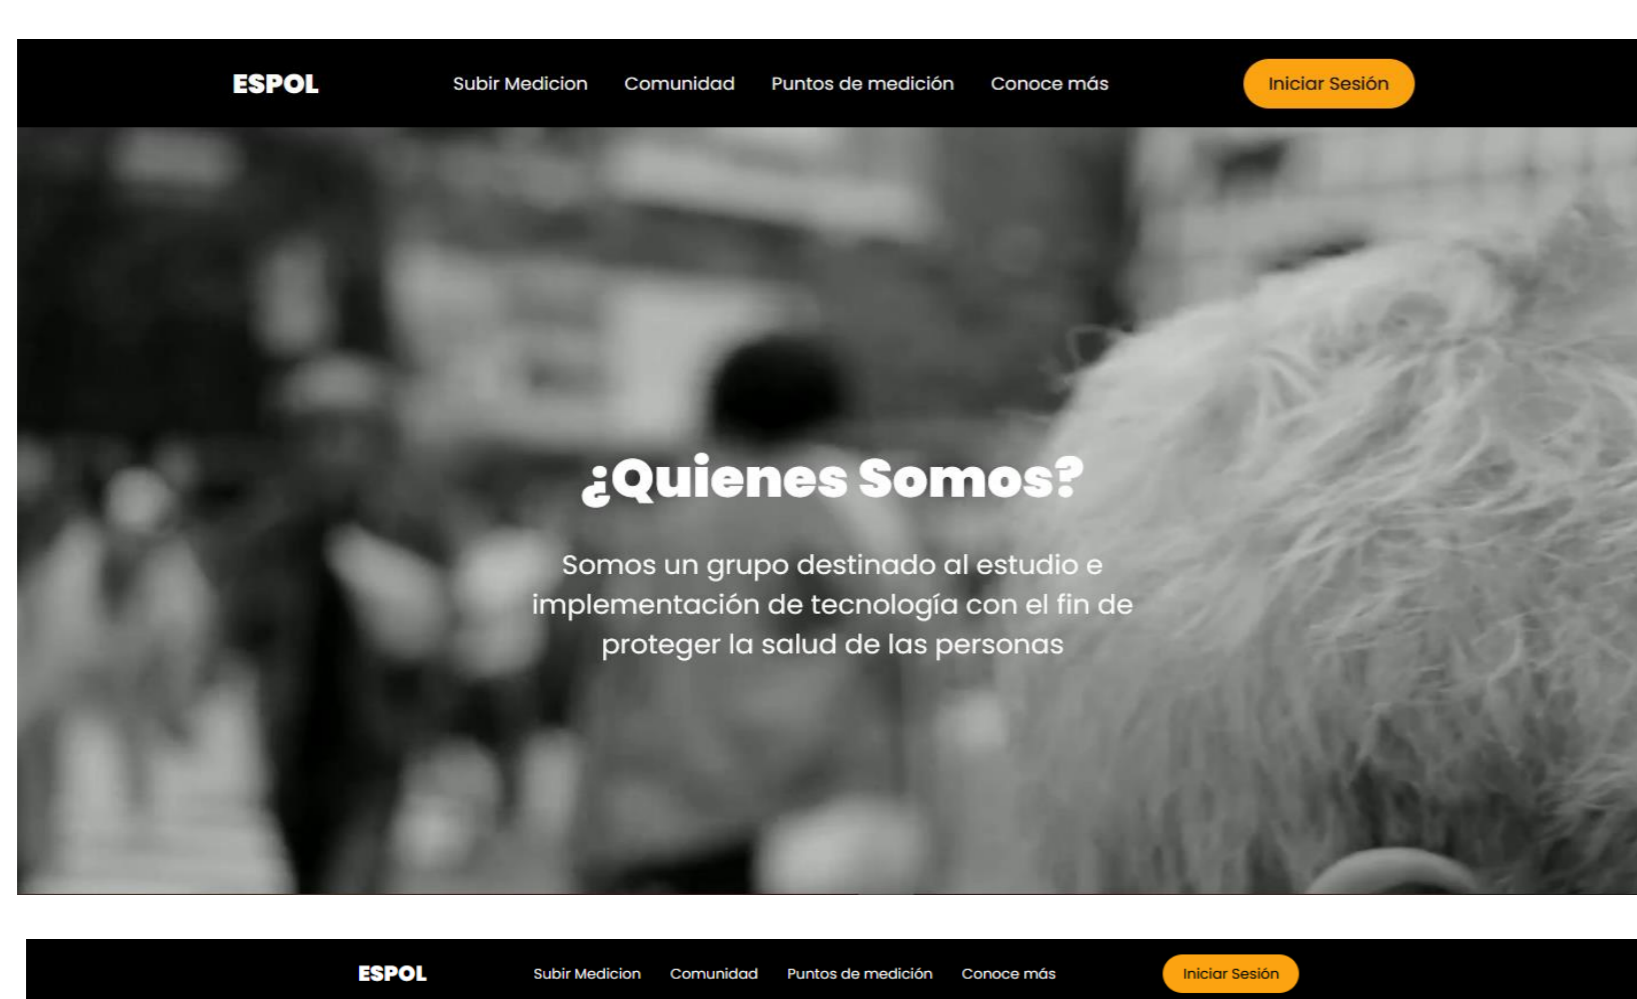 ESPOL Subir Medicion Comunidad Puntos de medición Conoce más Iniciar Sesión
¿Quienes Somos?
Somos un grupo destinado al estudio e
implementación de tecnología con el fin de
proteger la salud de las personas
ESPOL Subir Medicion Comunidad Puntos de medición Conoce más Iniciar Sesión